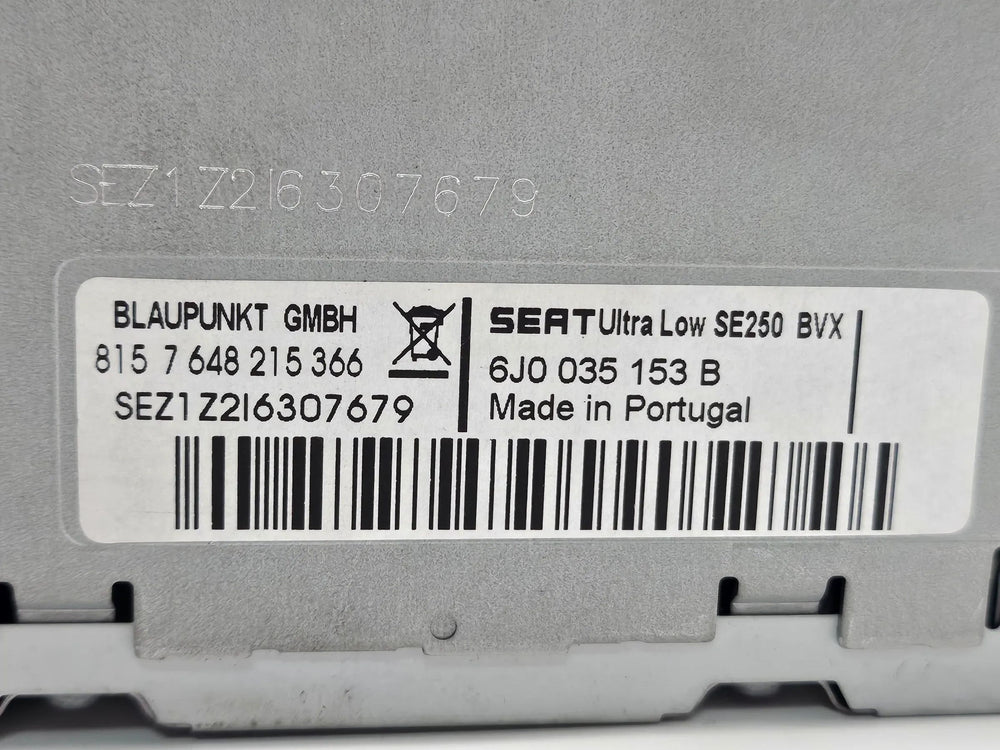 SEZ1Z2I6307679
BLAUPUNKT GMBH
815 7 648 215 366
SEZ1Z2I6307679
SEAT Ultra Low SE250 BVX
6J0 035 153 B
Made in Portugal